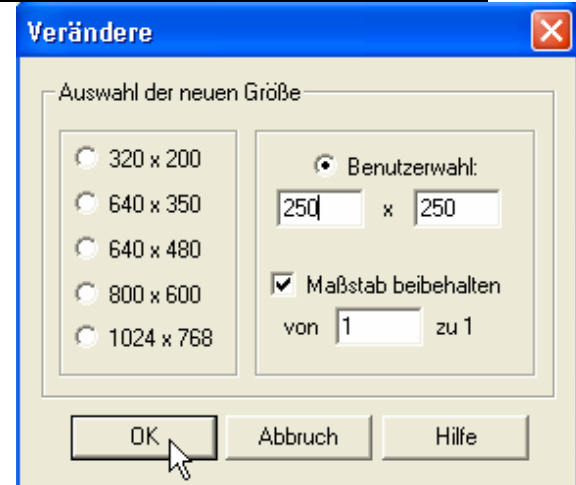 Verändere
Auswahl der neuen Größe
320 x 200
640 x 350
640 x 480
800 x 600
1024 x 768
Benutzerwahl:
250 x 250
Maßstab beibehalten
von 1 zu 1
OK Abbruch Hilfe